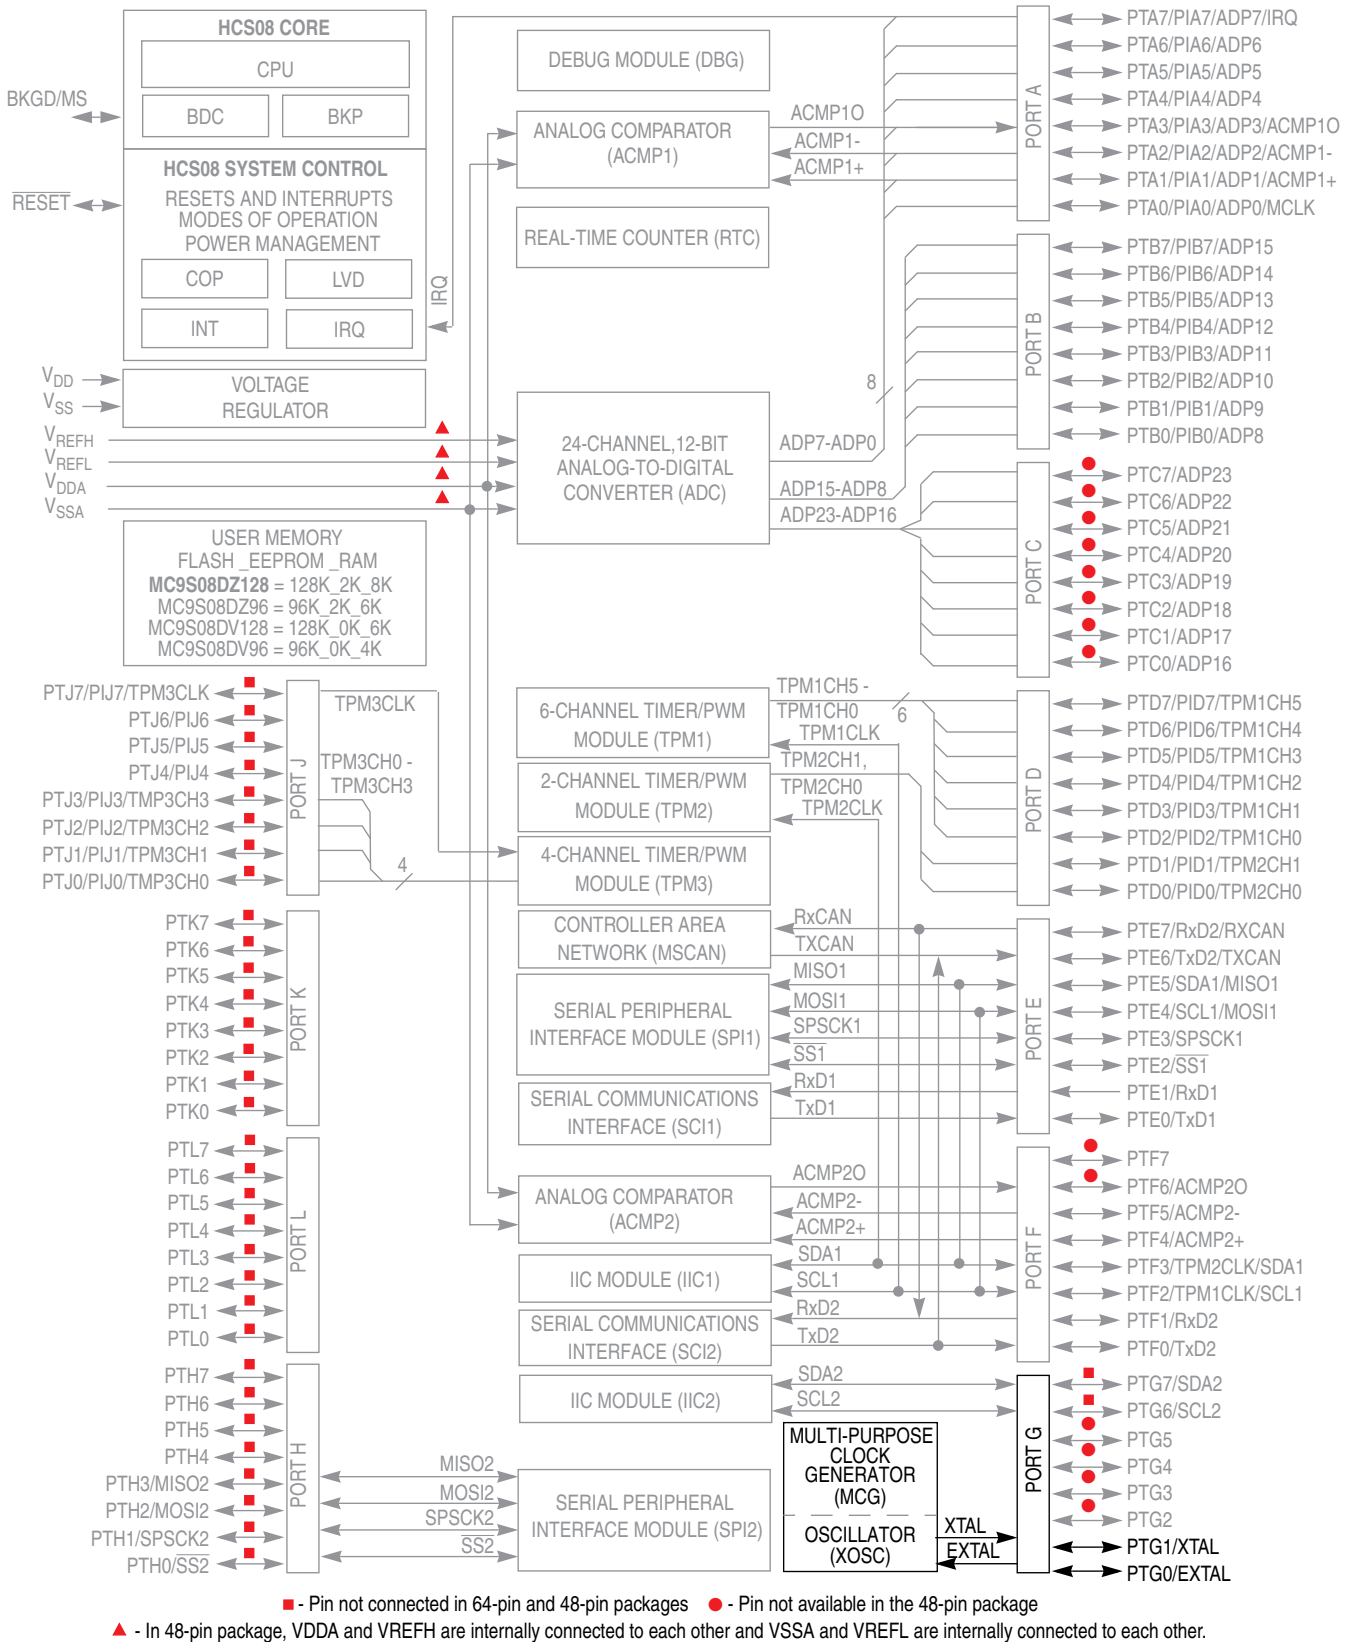 HCS08 CORE
CPU
BDC
BKP
BKGD/MS
HCS08 SYSTEM CONTROL
RESETS AND INTERRUPTS
MODES OF OPERATION
POWER MANAGEMENT
COP
LVD
INT
IRQ
RESET
IRQ
VDD
VSS
VOLTAGE
REGULATOR
VREFH
VREFL
VDDA
VSSA
USER MEMORY
FLASH _EEPROM _RAM
MC9S08DZ128 = 128K_2K_8K
MC9S08DZ96 = 96K_2K_6K
MC9S08DV128 = 128K_0K_6K
MC9S08DV96 = 96K_0K_4K
DEBUG MODULE (DBG)
ANALOG COMPARATOR
(ACMP1)
ACMP1O
ACMP1-
ACMP1+
REAL-TIME COUNTER (RTC)
24-CHANNEL,12-BIT
ANALOG-TO-DIGITAL
CONVERTER (ADC)
8
ADP7-ADP0
ADP15-ADP8
ADP23-ADP16
PORT A
PTA7/PIA7/ADP7/IRQ
PTA6/PIA6/ADP6
PTA5/PIA5/ADP5
PTA4/PIA4/ADP4
PTA3/PIA3/ADP3/ACMP1O
PTA2/PIA2/ADP2/ACMP1-
PTA1/PIA1/ADP1/ACMP1+
PTA0/PIA0/ADP0/MCLK
PORT B
PTB7/PIB7/ADP15
PTB6/PIB6/ADP14
PTB5/PIB5/ADP13
PTB4/PIB4/ADP12
PTB3/PIB3/ADP11
PTB2/PIB2/ADP10
PTB1/PIB1/ADP9
PTB0/PIB0/ADP8
PORT C
PTC7/ADP23
PTC6/ADP22
PTC5/ADP21
PTC4/ADP20
PTC3/ADP19
PTC2/ADP18
PTC1/ADP17
PTC0/ADP16
PTJ7/PIJ7/TPM3CLK
PTJ6/PIJ6
PTJ5/PIJ5
PTJ4/PIJ4
PTJ3/PIJ3/TMP3CH3
PTJ2/PIJ2/TPM3CH2
PTJ1/PIJ1/TPM3CH1
PTJ0/PIJ0/TMP3CH0
PORT J
TPM3CLK
TPM3CH0 -
TPM3CH3
4
6-CHANNEL TIMER/PWM
MODULE (TPM1)
TPM1CH5 -
TPM1CH0
6
TPM1CLK
2-CHANNEL TIMER/PWM
MODULE (TPM2)
TPM2CH1,
TPM2CH0
TPM2CLK
4-CHANNEL TIMER/PWM
MODULE (TPM3)
PORT D
PTD7/PID7/TPM1CH5
PTD6/PID6/TPM1CH4
PTD5/PID5/TPM1CH3
PTD4/PID4/TPM1CH2
PTD3/PID3/TPM1CH1
PTD2/PID2/TPM1CH0
PTD1/PID1/TPM2CH1
PTD0/PID0/TPM2CH0
PTK7
PTK6
PTK5
PTK4
PTK3
PTK2
PTK1
PTK0
PORT K
CONTROLLER AREA
NETWORK (MSCAN)
RxCAN
TXCAN
SERIAL PERIPHERAL
INTERFACE MODULE (SPI1)
MISO1
MOSI1
SPSCK1
SS1
SERIAL COMMUNICATIONS
INTERFACE (SCI1)
RxD1
TxD1
PORT E
PTE7/RxD2/RXCAN
PTE6/TxD2/TXCAN
PTE5/SDA1/MISO1
PTE4/SCL1/MOSI1
PTE3/SPSCK1
PTE2/SS1
PTE1/RxD1
PTE0/TxD1
PTL7
PTL6
PTL5
PTL4
PTL3
PTL2
PTL1
PTL0
PORT L
ANALOG COMPARATOR
(ACMP2)
ACMP2O
ACMP2-
ACMP2+
IIC MODULE (IIC1)
SDA1
SCL1
SERIAL COMMUNICATIONS
INTERFACE (SCI2)
RxD2
TxD2
PORT F
PTF7
PTF6/ACMP2O
PTF5/ACMP2-
PTF4/ACMP2+
PTF3/TPM2CLK/SDA1
PTF2/TPM1CLK/SCL1
PTF1/RxD2
PTF0/TxD2
PTH7
PTH6
PTH5
PTH4
PTH3/MISO2
PTH2/MOSI2
PTH1/SPSCK2
PTH0/SS2
PORT H
MISO2
MOSI2
SPSCK2
SS2
IIC MODULE (IIC2)
SDA2
SCL2
SERIAL PERIPHERAL
INTERFACE MODULE (SPI2)
MULTI-PURPOSE
CLOCK
GENERATOR
(MCG)
OSCILLATOR
(XOSC)
XTAL
EXTAL
PORT G
PTG7/SDA2
PTG6/SCL2
PTG5
PTG4
PTG3
PTG2
PTG1/XTAL
PTG0/EXTAL
- Pin not connected in 64-pin and 48-pin packages
- Pin not available in the 48-pin package
- In 48-pin package, VDDA and VREFH are internally connected to each other and VSSA and VREFL are internally connected to each other.